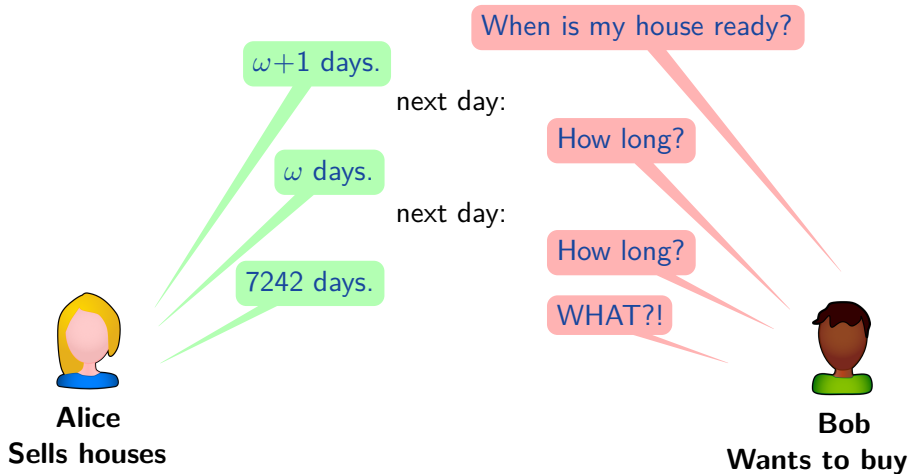 When is my house ready?
ω+1 days.
next day:
How long?
ω days.
next day:
How long?
7242 days.
WHAT?!
Alice
Sells houses
Bob
Wants to buy